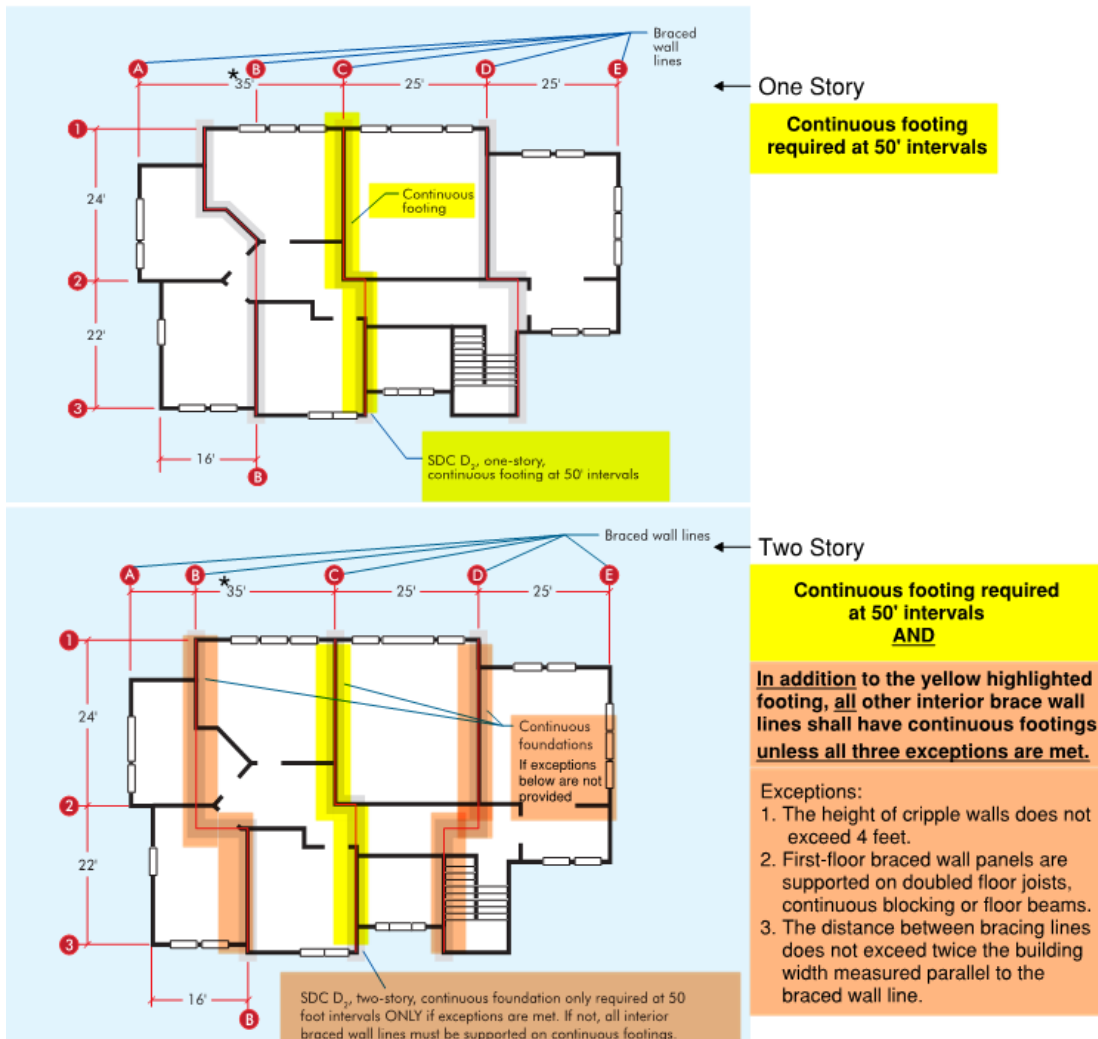 Braced
wall
lines
A
B
C
D
E
*
35'
25'
25'
One Story
Continuous footing
required at 50' intervals
1
24'
Continuous
footing
2
22'
3
16'
B
SDC D₂, one-story,
continuous footing at 50' intervals
Braced wall lines
Two Story
A
B
C
D
E
*
35'
25'
25'
Continuous footing required
at 50' intervals
AND
1
In addition to the yellow highlighted
footing, all other interior brace wall
lines shall have continuous footings
unless all three exceptions are met.
24'
Continuous
foundations
If exceptions
below are not
provided
2
22'
3
16'
B
Exceptions:
1. The height of cripple walls does not
exceed 4 feet.
2. First-floor braced wall panels are
supported on doubled floor joists,
continuous blocking or floor beams.
3. The distance between bracing lines
does not exceed twice the building
width measured parallel to the
braced wall line.
SDC D₂, two-story, continuous foundation only required at 50
foot intervals ONLY if exceptions are met. If not, all interior
braced wall lines must be supported on continuous footings.